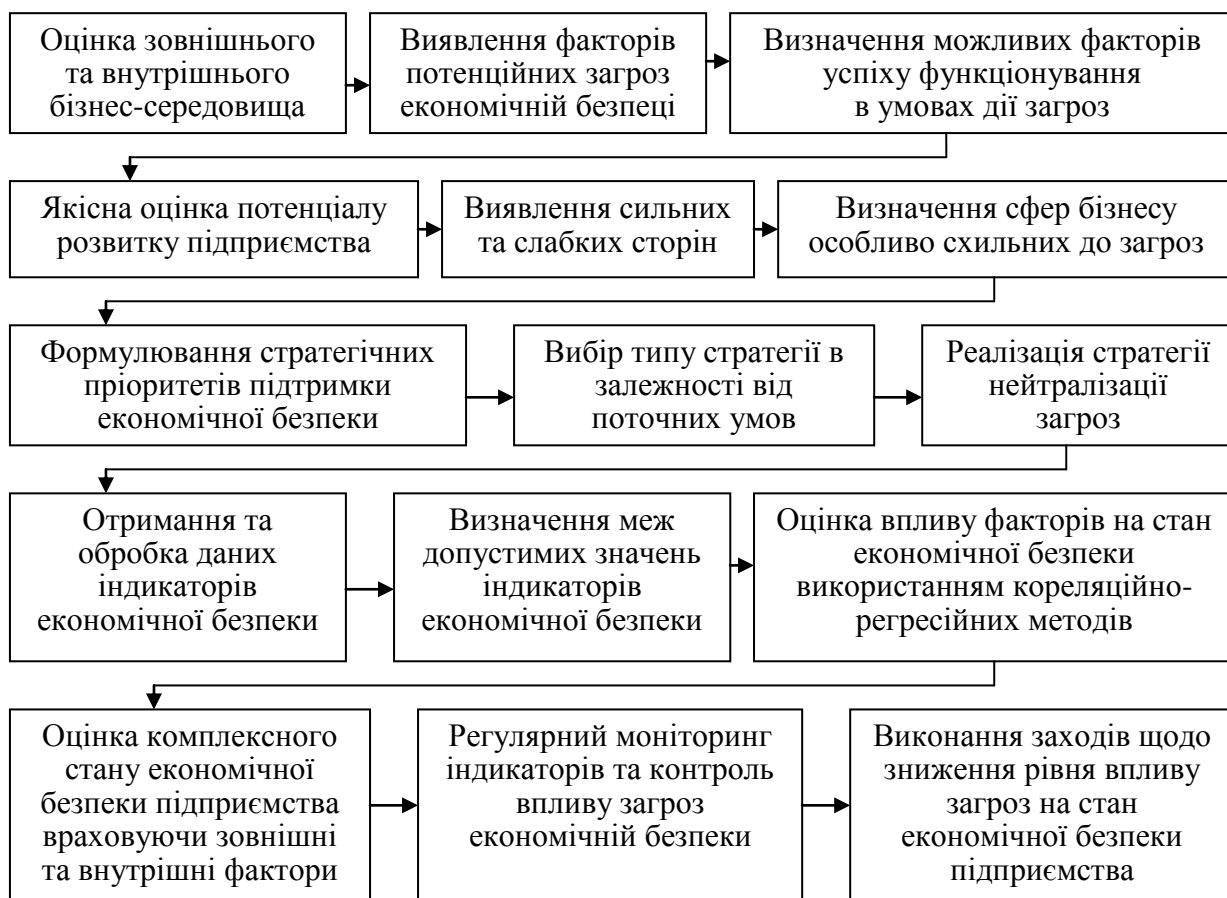 Оцінка зовнішнього
та внутрішнього
бізнес-середовища
Виявлення факторів
потенційних загроз
економічній безпеці
Визначення можливих факторів
успіху функціонування
в умовах дії загроз
Якісна оцінка потенціалу
розвитку підприємства
Виявлення сильних
та слабких сторін
Визначення сфер бізнесу
особливо схильних до загроз
Формулювання стратегічних
пріоритетів підтримки
економічної безпеки
Вибір типу стратегії в
залежності від
поточних умов
Реалізація стратегії
нейтралізації
загроз
Отримання та
обробка даних
індикаторів
економічної безпеки
Визначення меж
допустимих значень
індикаторів
економічної безпеки
Оцінка впливу факторів на стан
економічної безпеки
використанням кореляційно-
регресійних методів
Оцінка комплексного
стану економічної
безпеки підприємства
враховуючи зовнішні
та внутрішні фактори
Регулярний моніторинг
індикаторів та контроль
впливу загроз
економічній безпеки
Виконання заходів щодо
зниження рівня впливу
загроз на стан
економічної безпеки
підприємства